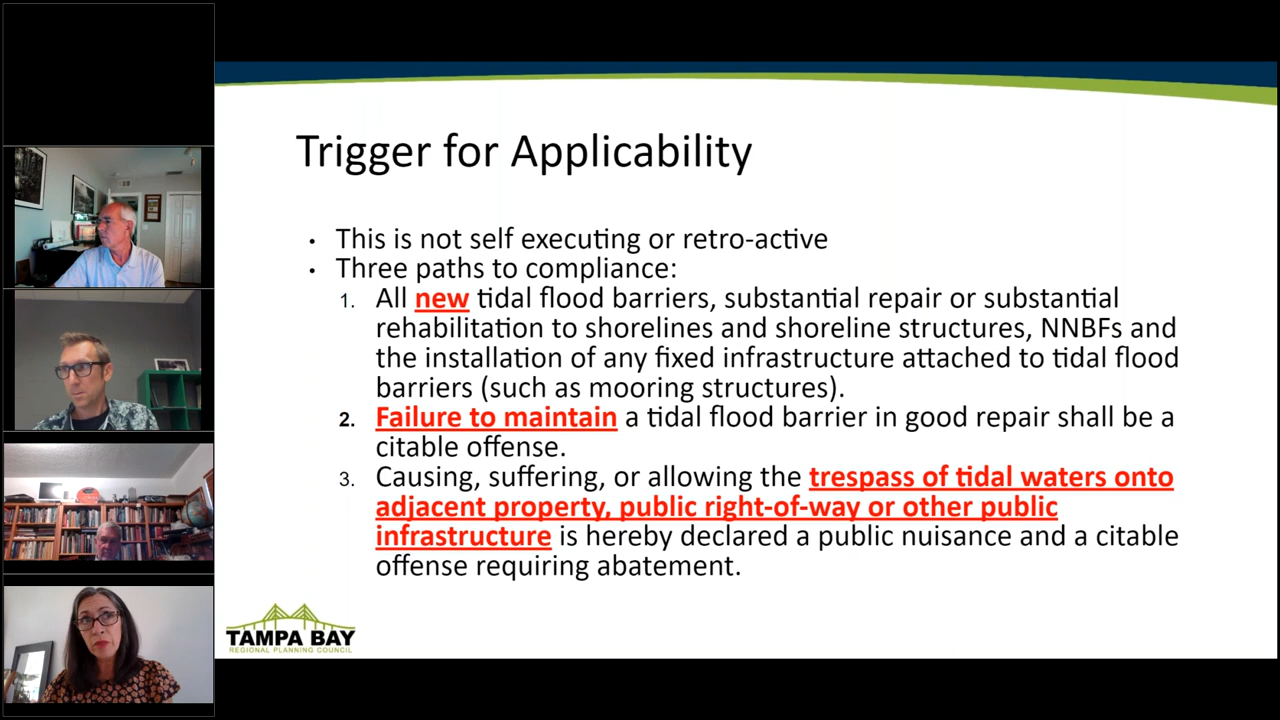 Trigger for Applicability
• This is not self executing or retro-active
• Three paths to compliance:
1. All new tidal flood barriers, substantial repair or substantial
rehabilitation to shorelines and shoreline structures, NNBFs and
the installation of any fixed infrastructure attached to tidal flood
barriers (such as mooring structures).
2. Failure to maintain a tidal flood barrier in good repair shall be a
citable offense.
3. Causing, suffering, or allowing the trespass of tidal waters onto
adjacent property, public right-of-way or other public
infrastructure is hereby declared a public nuisance and a citable
offense requiring abatement.
TAMPA BAY
REGIONAL PLANNING COUNCIL